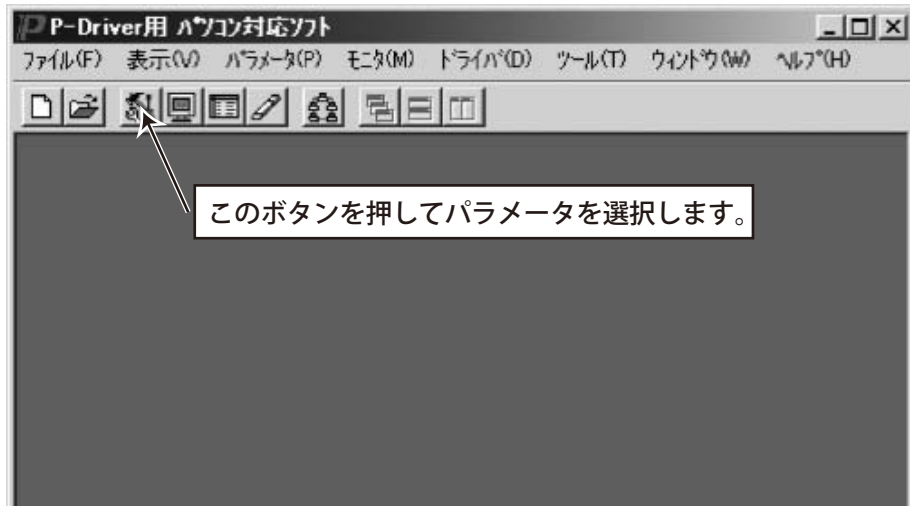 P-Driver用 ﾊﾟｿｺﾝ対応ｿﾌﾄ
ﾌｧｲﾙ(F) 表示(V) ﾊﾟﾗﾒｰﾀ(P) ﾓﾆﾀ(M) ﾄﾞﾗｲﾊﾞ(D) ﾂｰﾙ(T) ｳｨﾝﾄﾞｳ(W) ﾍﾙﾌﾟ(H)
このボタンを押してパラメータを選択します。